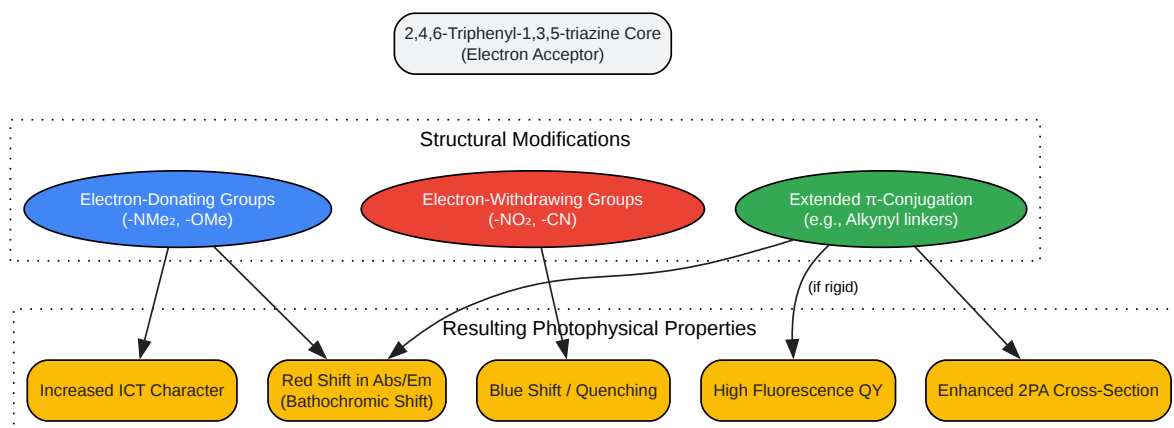 2,4,6-Triphenyl-1,3,5-triazine Core
(Electron Acceptor)
Structural Modifications
Electron-Donating Groups
(-NMe₂, -OMe)
Electron-Withdrawing Groups
(-NO₂, -CN)
Extended π-Conjugation
(e.g., Alkynyl linkers)
(if rigid)
Resulting Photophysical Properties
Increased ICT Character
Red Shift in Abs/Em
(Bathochromic Shift)
Blue Shift / Quenching
High Fluorescence QY
Enhanced 2PA Cross-Section